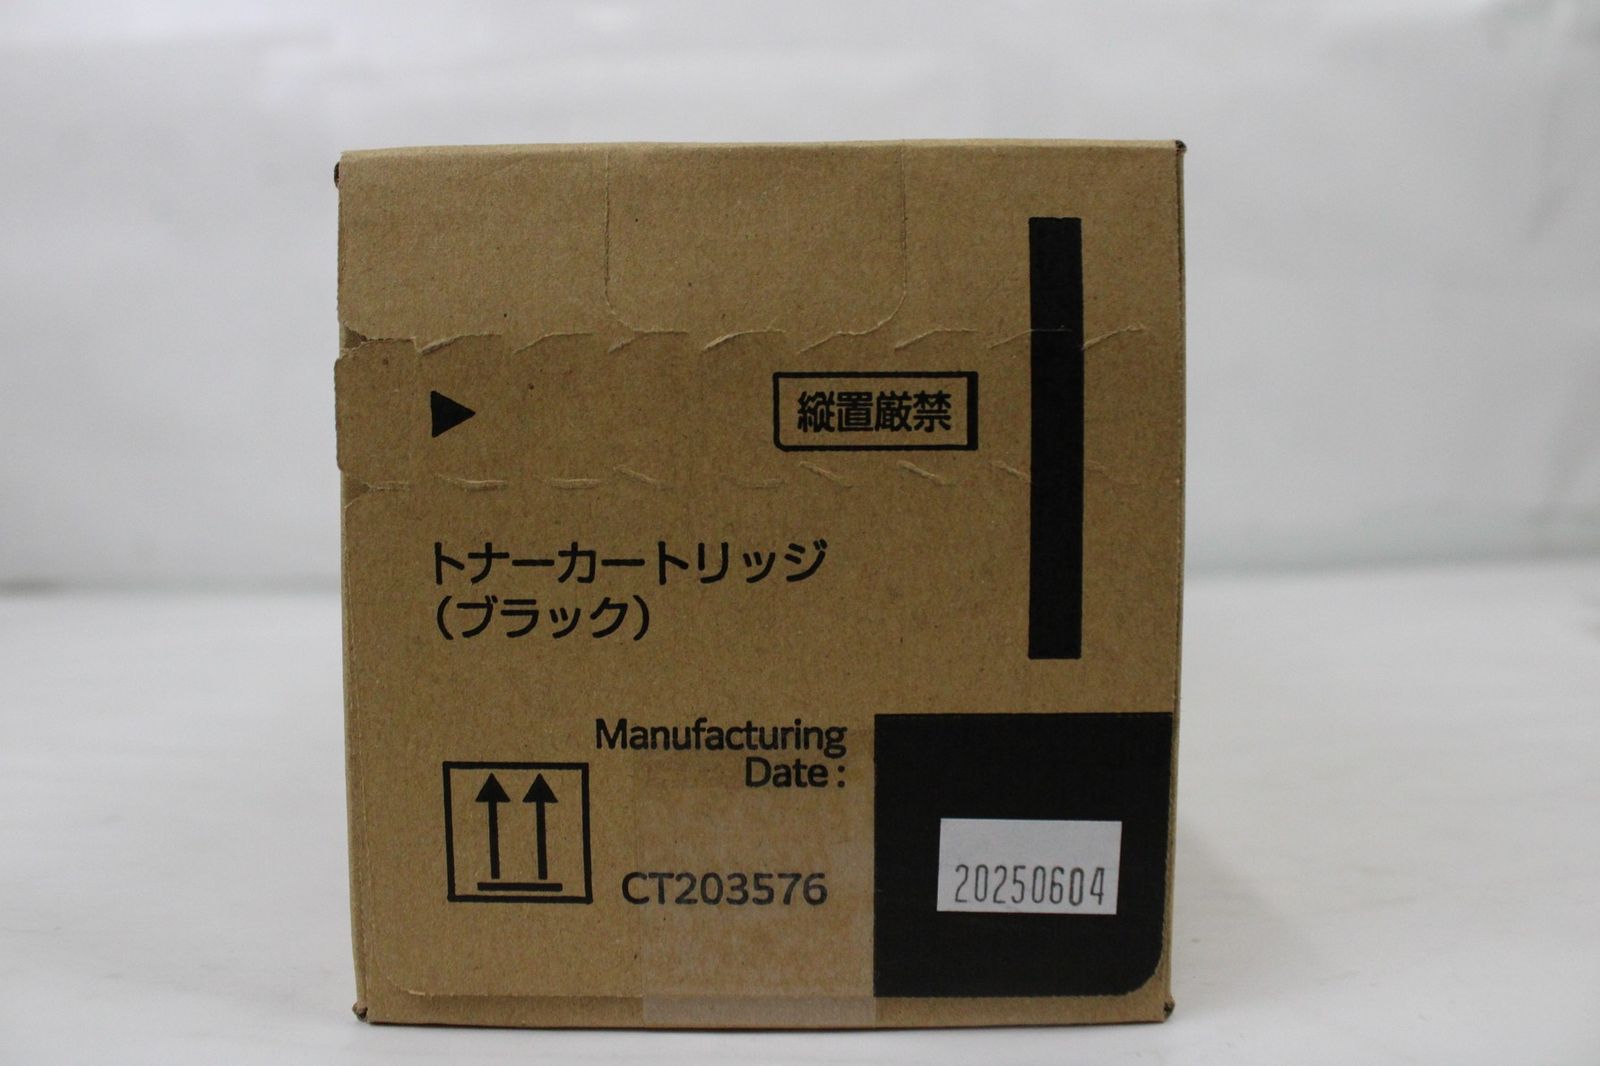 縦置厳禁
トナーカートリッジ
（ブラック）
Manufacturing
Date :
CT203576
20250604